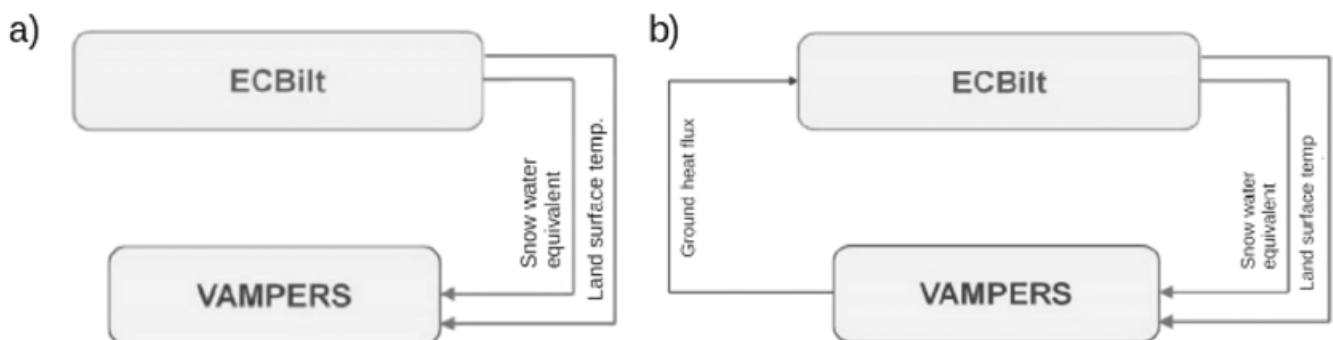 a)
ECBilt
Snow water
equivalent
Land surface temp.
VAMPERS
b)
ECBilt
Ground heat flux
Snow water
equivalent
Land surface temp
VAMPERS